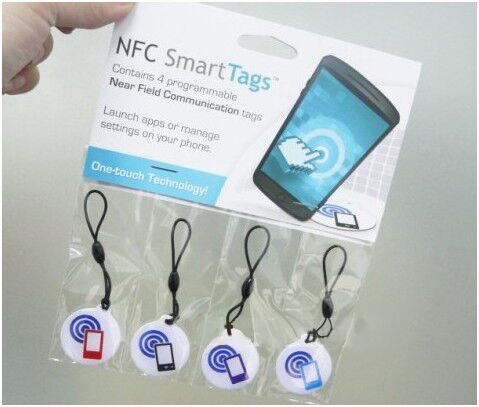 NFC SmartTags™
Contains 4 programmable
Near Field Communication tags
Launch apps or manage
settings on your phone.
One-touch Technology!